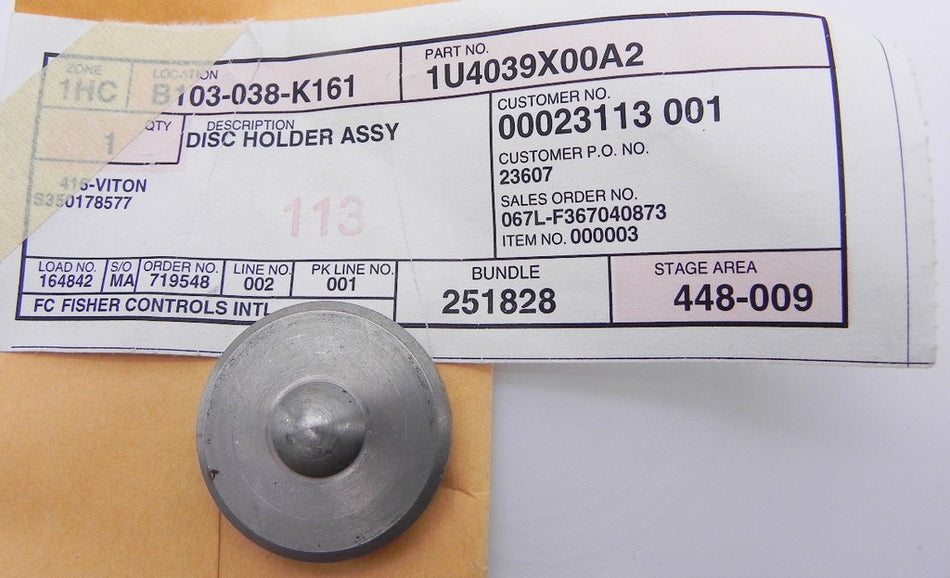 ZONE LOCATION PART NO.
1HC B103-038-K161 1U4039X00A2
QTY DESCRIPTION CUSTOMER NO.
1 DISC HOLDER ASSY 00023113 001
CUSTOMER P.O. NO.
416-VITON 23607
S350178577 SALES ORDER NO.
113 067L-F367040873
ITEM NO. 000003
LOAD NO. S/O ORDER NO. LINE NO. PK LINE NO. BUNDLE STAGE AREA
164842 MA 719548 002 001 251828 448-009
FC FISHER CONTROLS INTL